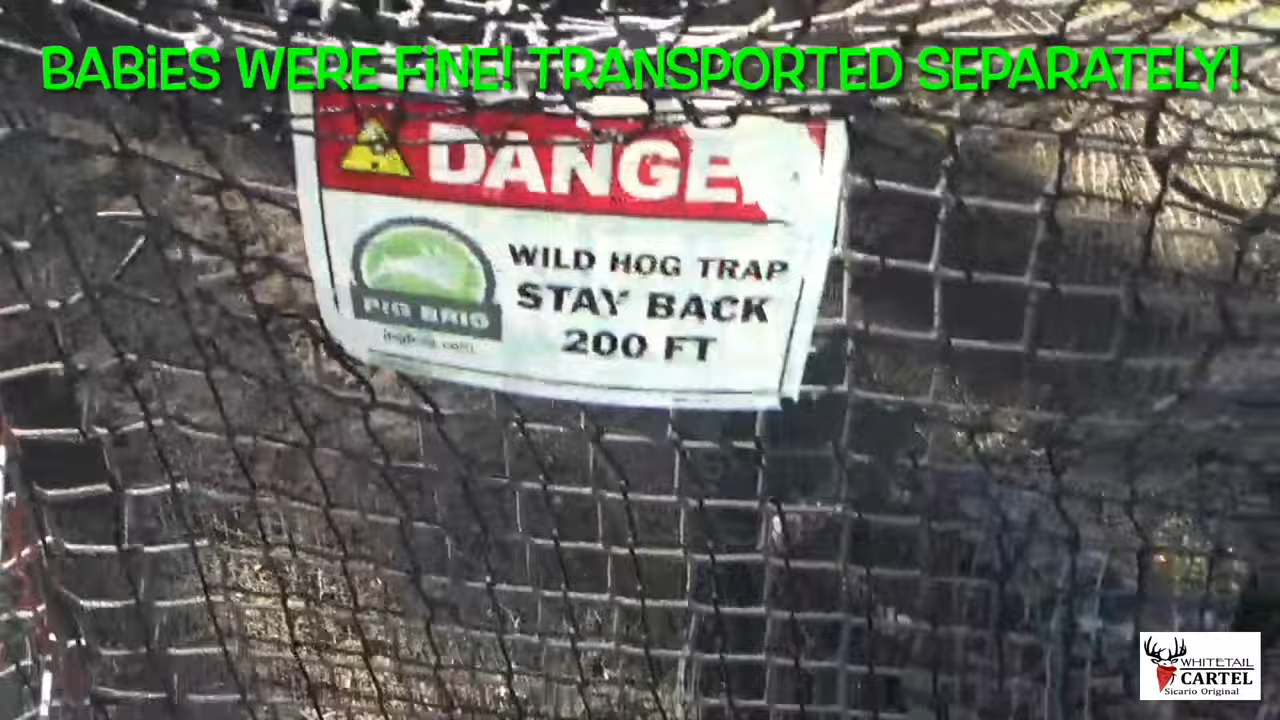 BABiES WERE FiNE! TRANSPORTED SEPARATELY!
DANGE
WILD HOG TRAP
STAY BACK
200 FT
PIG BRIG
WHITETAIL
CARTEL
Sicario Original